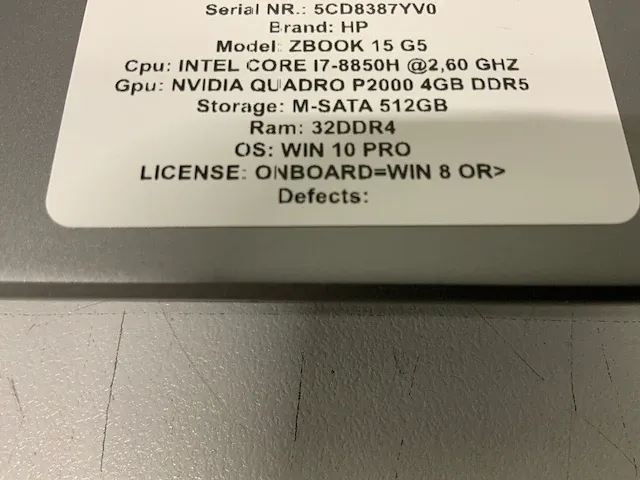 Serial NR.: 5CD8387YV0
Brand: HP
Model: ZBOOK 15 G5
Cpu: INTEL CORE I7-8850H @2,60 GHZ
Gpu: NVIDIA QUADRO P2000 4GB DDR5
Storage: M-SATA 512GB
Ram: 32DDR4
OS: WIN 10 PRO
LICENSE: ONBOARD=WIN 8 OR>
Defects: